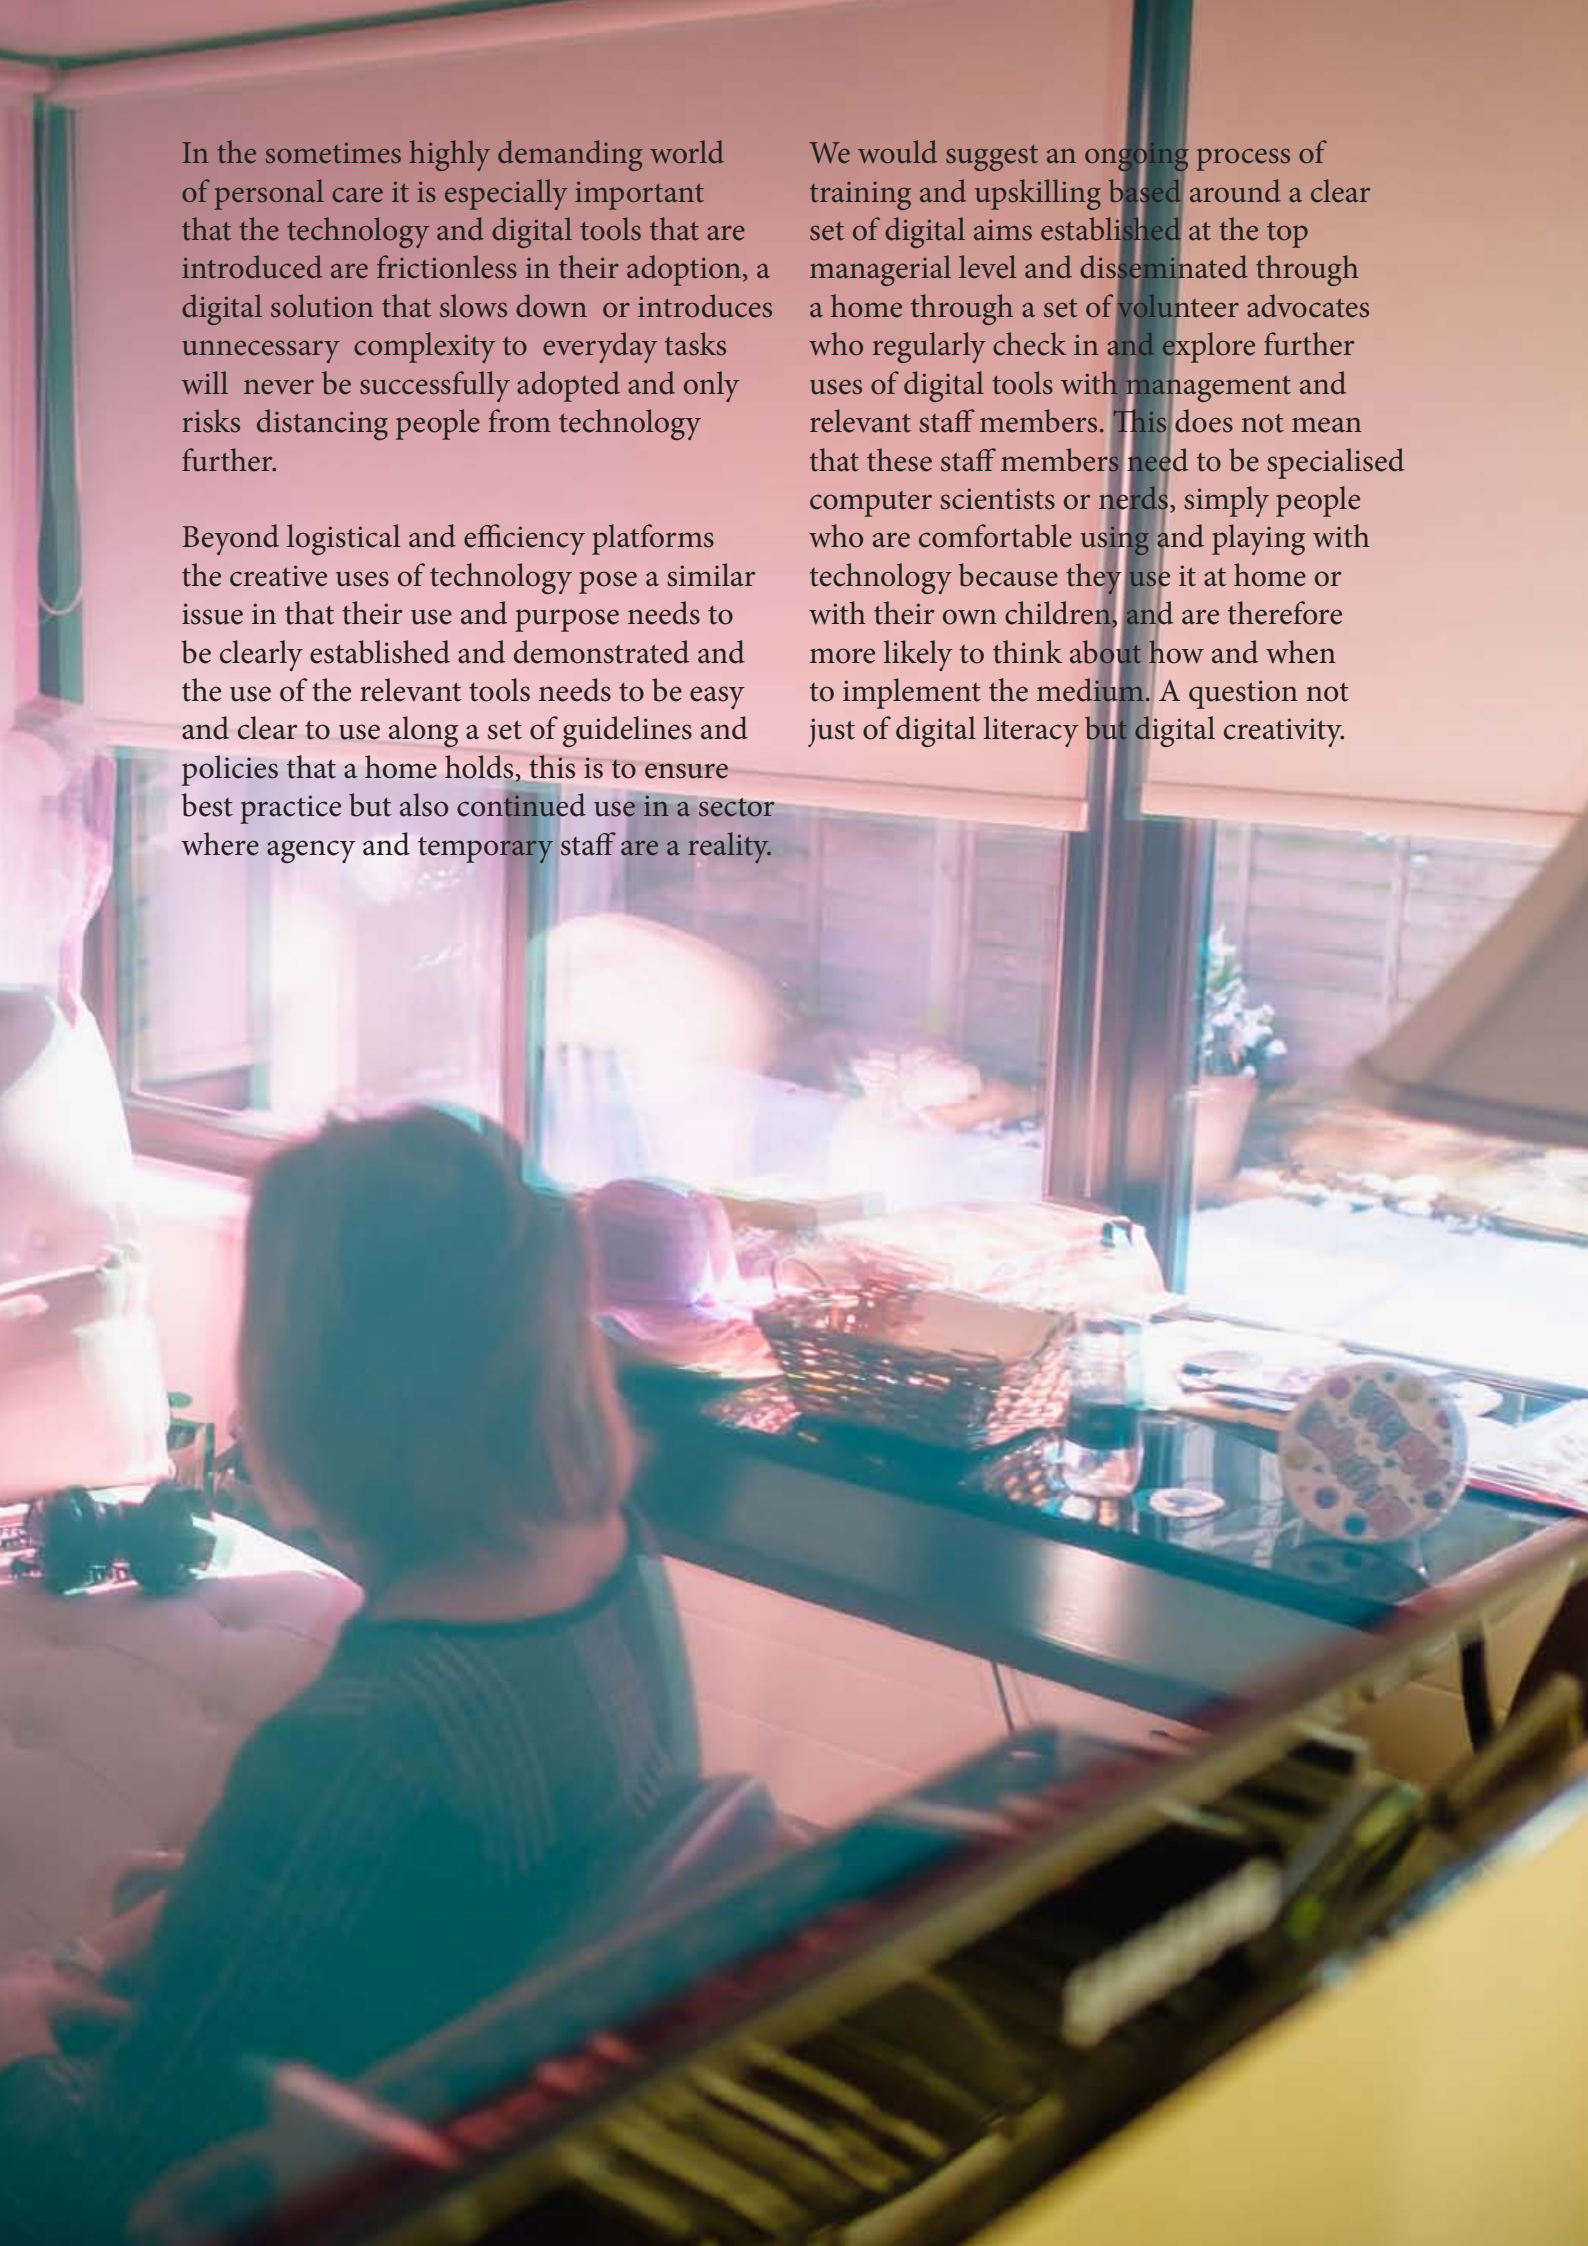 In the sometimes highly demanding world
of personal care it is especially important
that the technology and digital tools that are
introduced are frictionless in their adoption, a
digital solution that slows down  or introduces
unnecessary  complexity to  everyday tasks
will  never be successfully adopted and only
risks  distancing people from technology
further.
Beyond logistical and efficiency platforms
the creative uses of technology pose a similar
issue in that their use and purpose needs to
be clearly established and demonstrated and
the use of the relevant tools needs to be easy
and clear to use along a set of guidelines and
policies that a home holds, this is to ensure
best practice but also continued use in a sector
where agency and temporary staff are a reality.
We would suggest an ongoing process of
training and upskilling based around a clear
set of digital aims established at the top
managerial level and disseminated through
a home through a set of volunteer advocates
who regularly check in and explore further
uses of digital tools with management and
relevant staff members. This does not mean
that these staff members need to be specialised
computer scientists or nerds, simply people
who are comfortable using and playing with
technology because they use it at home or
with their own children, and are therefore
more likely to think about how and when
to implement the medium. A question not
just of digital literacy but digital creativity.